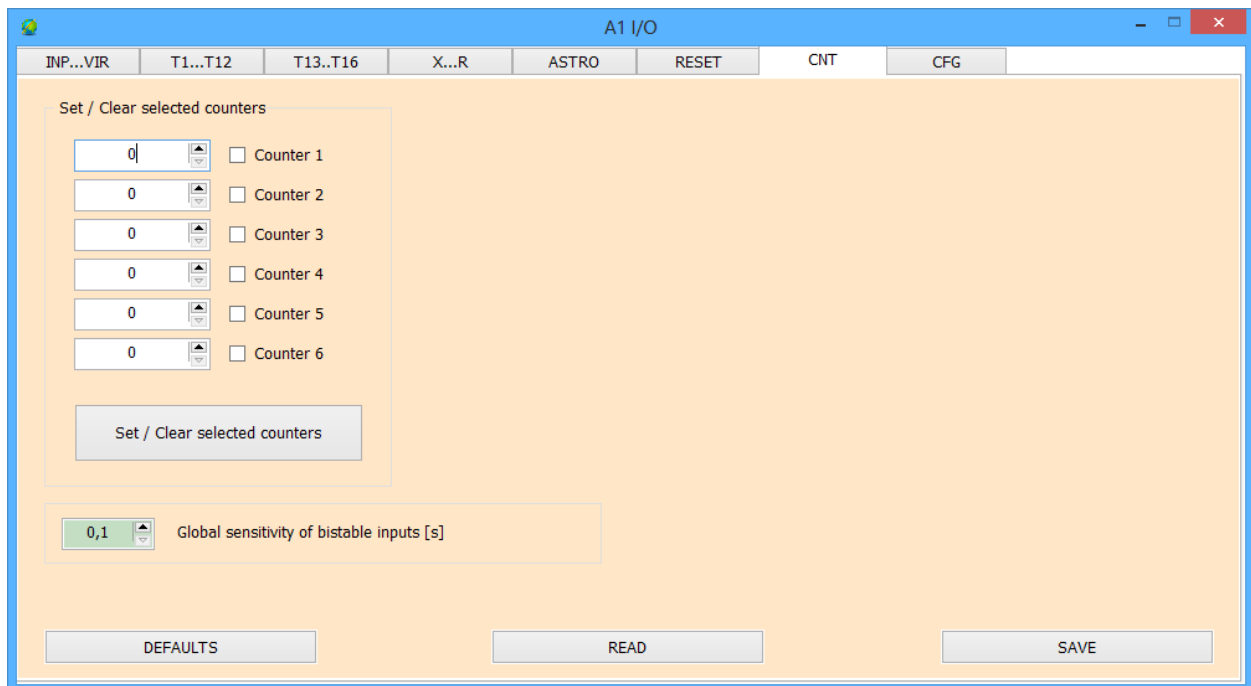 A1 I/O
INP...VIR T1...T12 T13..T16 X...R ASTRO RESET CNT CFG
Set / Clear selected counters
0 Counter 1
0 Counter 2
0 Counter 3
0 Counter 4
0 Counter 5
0 Counter 6
Set / Clear selected counters
0,1 Global sensitivity of bistable inputs [s]
DEFAULTS READ SAVE